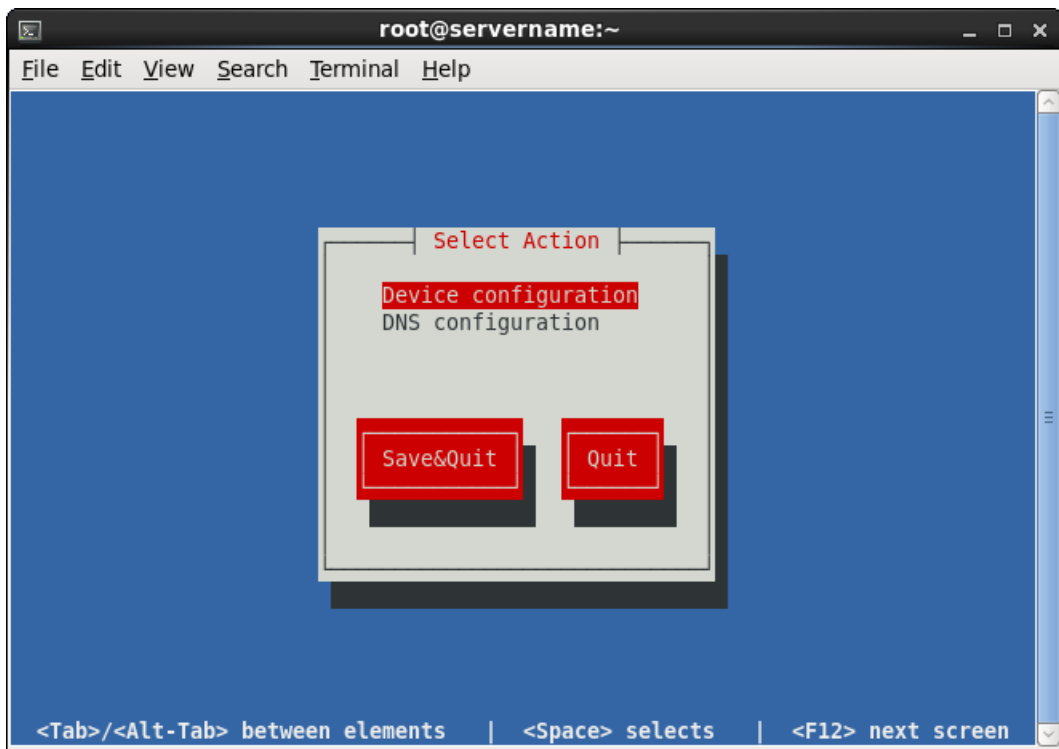 root@servername:~
File Edit View Search Terminal Help
Select Action
Device configuration
DNS configuration
Save&Quit Quit
<Tab>/<Alt-Tab> between elements | <Space> selects | <F12> next screen